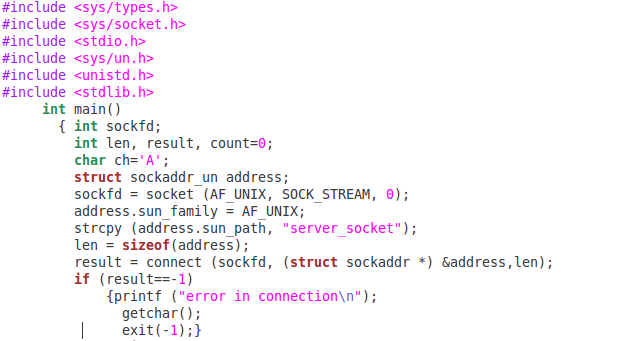 #include <sys/types.h>
#include <sys/socket.h>
#include <stdio.h>
#include <sys/un.h>
#include <unistd.h>
#include <stdlib.h>
int main()
{ int sockfd;
int len, result, count=0;
char ch='A';
struct sockaddr_un address;
sockfd = socket (AF_UNIX, SOCK_STREAM, 0);
address.sun_family = AF_UNIX;
strcpy (address.sun_path, "server_socket");
len = sizeof(address);
result = connect (sockfd, (struct sockaddr *) &address,len);
if (result==-1)
{printf ("error in connection\n");
getchar();
exit(-1);}